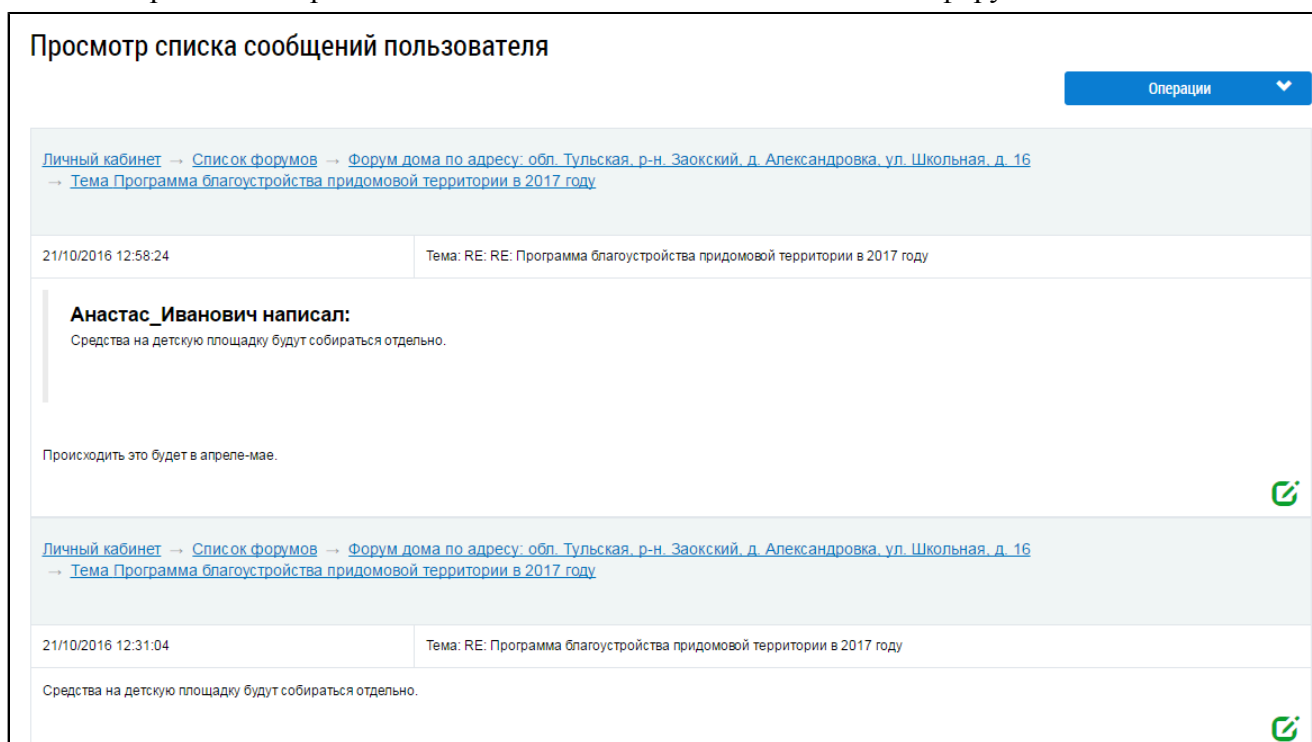 Просмотр списка сообщений пользователя
Операции
Личный кабинет → Список форумов → Форум дома по адресу: обл. Тульская, р-н. Заокский, д. Александровка, ул. Школьная, д. 16
→ Тема Программа благоустройства придомовой территории в 2017 году
21/10/2016 12:58:24 Тема: RE: RE: Программа благоустройства придомовой территории в 2017 году
Анастас_Иванович написал:
Средства на детскую площадку будут собираться отдельно.
Происходить это будет в апреле-мае.
Личный кабинет → Список форумов → Форум дома по адресу: обл. Тульская, р-н. Заокский, д. Александровка, ул. Школьная, д. 16
→ Тема Программа благоустройства придомовой территории в 2017 году
21/10/2016 12:31:04 Тема: RE: Программа благоустройства придомовой территории в 2017 году
Средства на детскую площадку будут собираться отдельно.